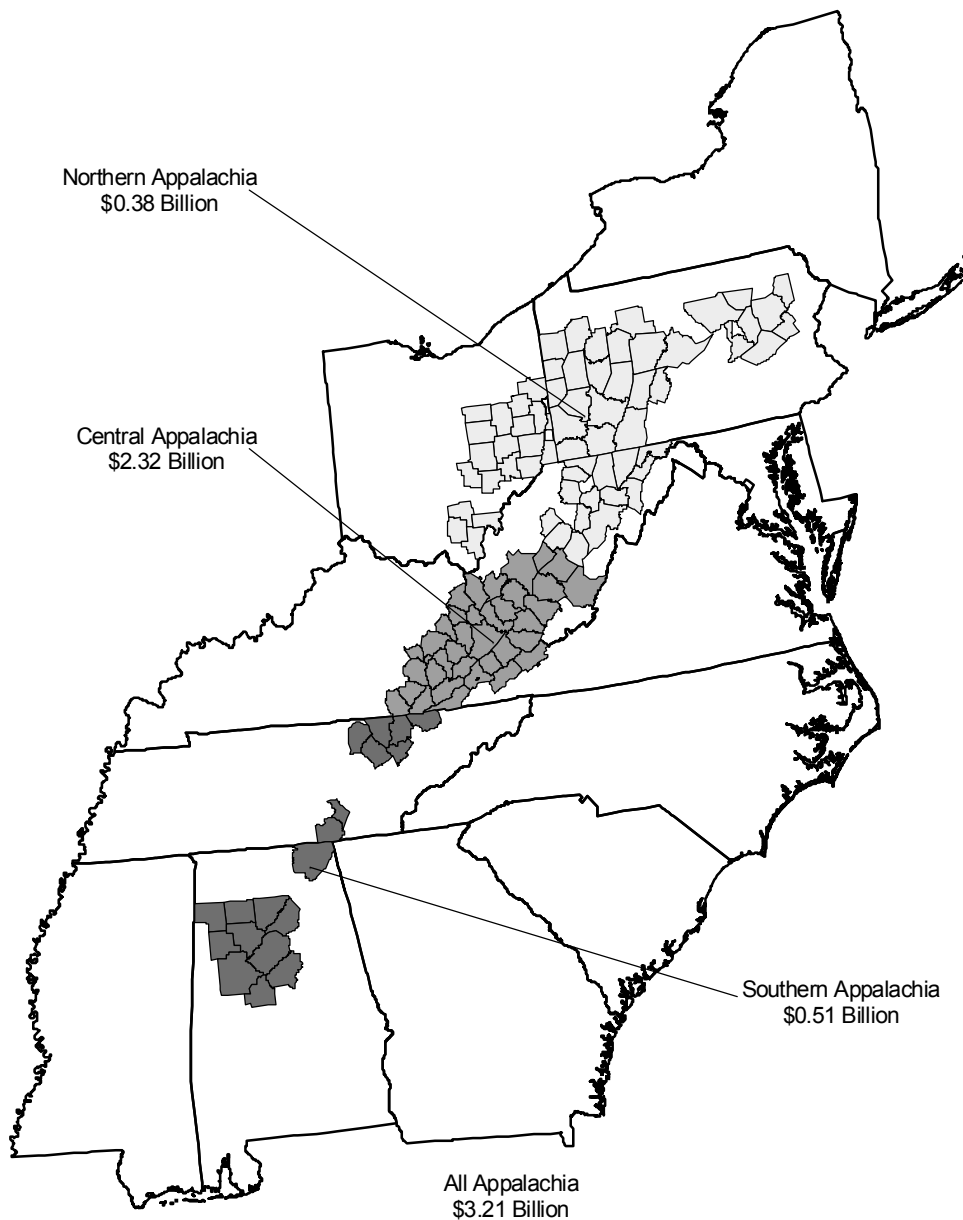 Northern Appalachia
$0.38 Billion
Central Appalachia
$2.32 Billion
Southern Appalachia
$0.51 Billion
All Appalachia
$3.21 Billion